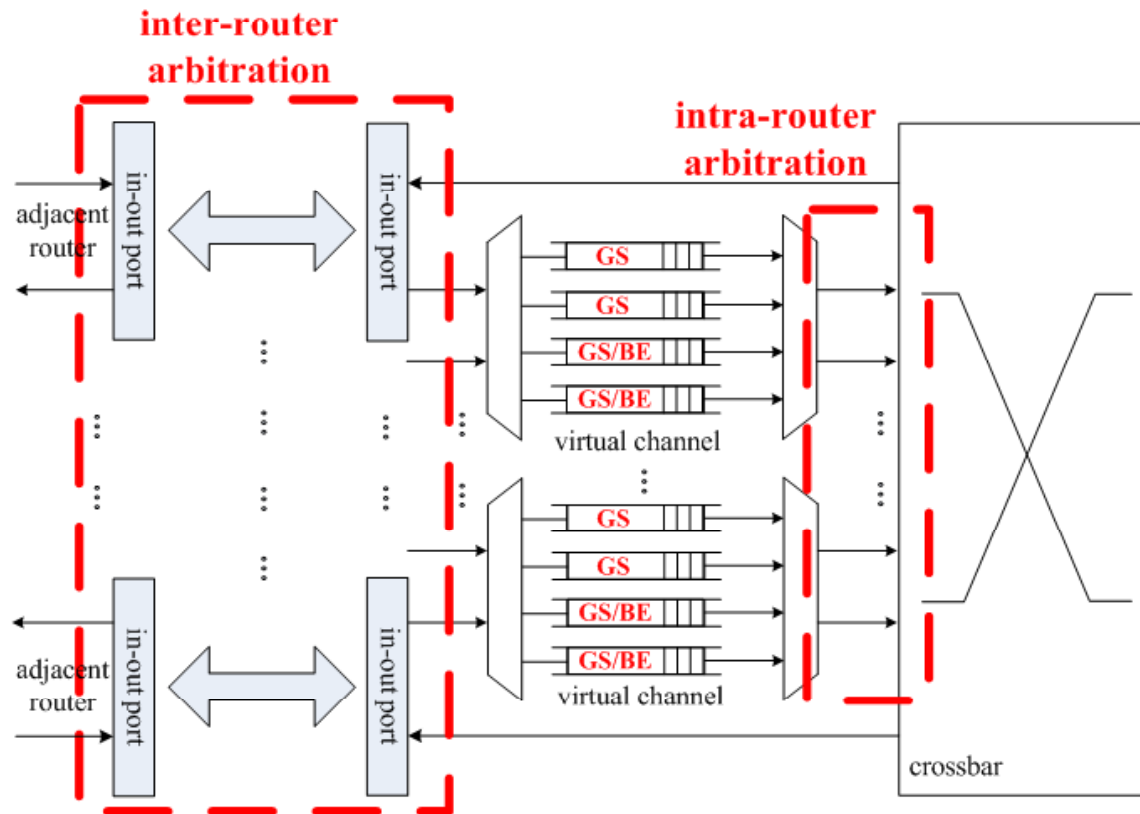 inter-router
arbitration
intra-router
arbitration
in-out port
in-out port
adjacent
router
GS
GS
GS/BE
GS/BE
virtual channel
GS
GS
GS/BE
GS/BE
virtual channel
in-out port
in-out port
adjacent
router
crossbar